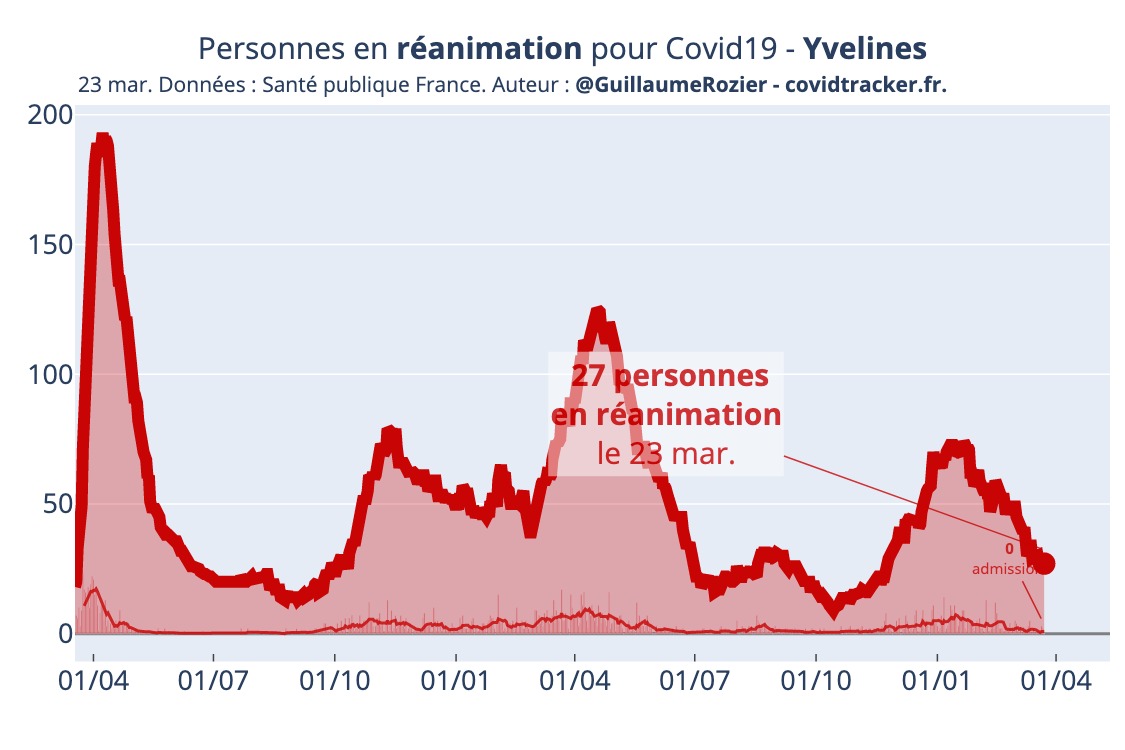 Personnes en réanimation pour Covid19 - Yvelines
23 mar. Données : Santé publique France. Auteur : @GuillaumeRozier - covidtracker.fr.
200
150
100
50
0
27 personnes
en réanimation
le 23 mar.
0
admissio
01/04 01/07 01/10 01/01 01/04 01/07 01/10 01/01 01/04